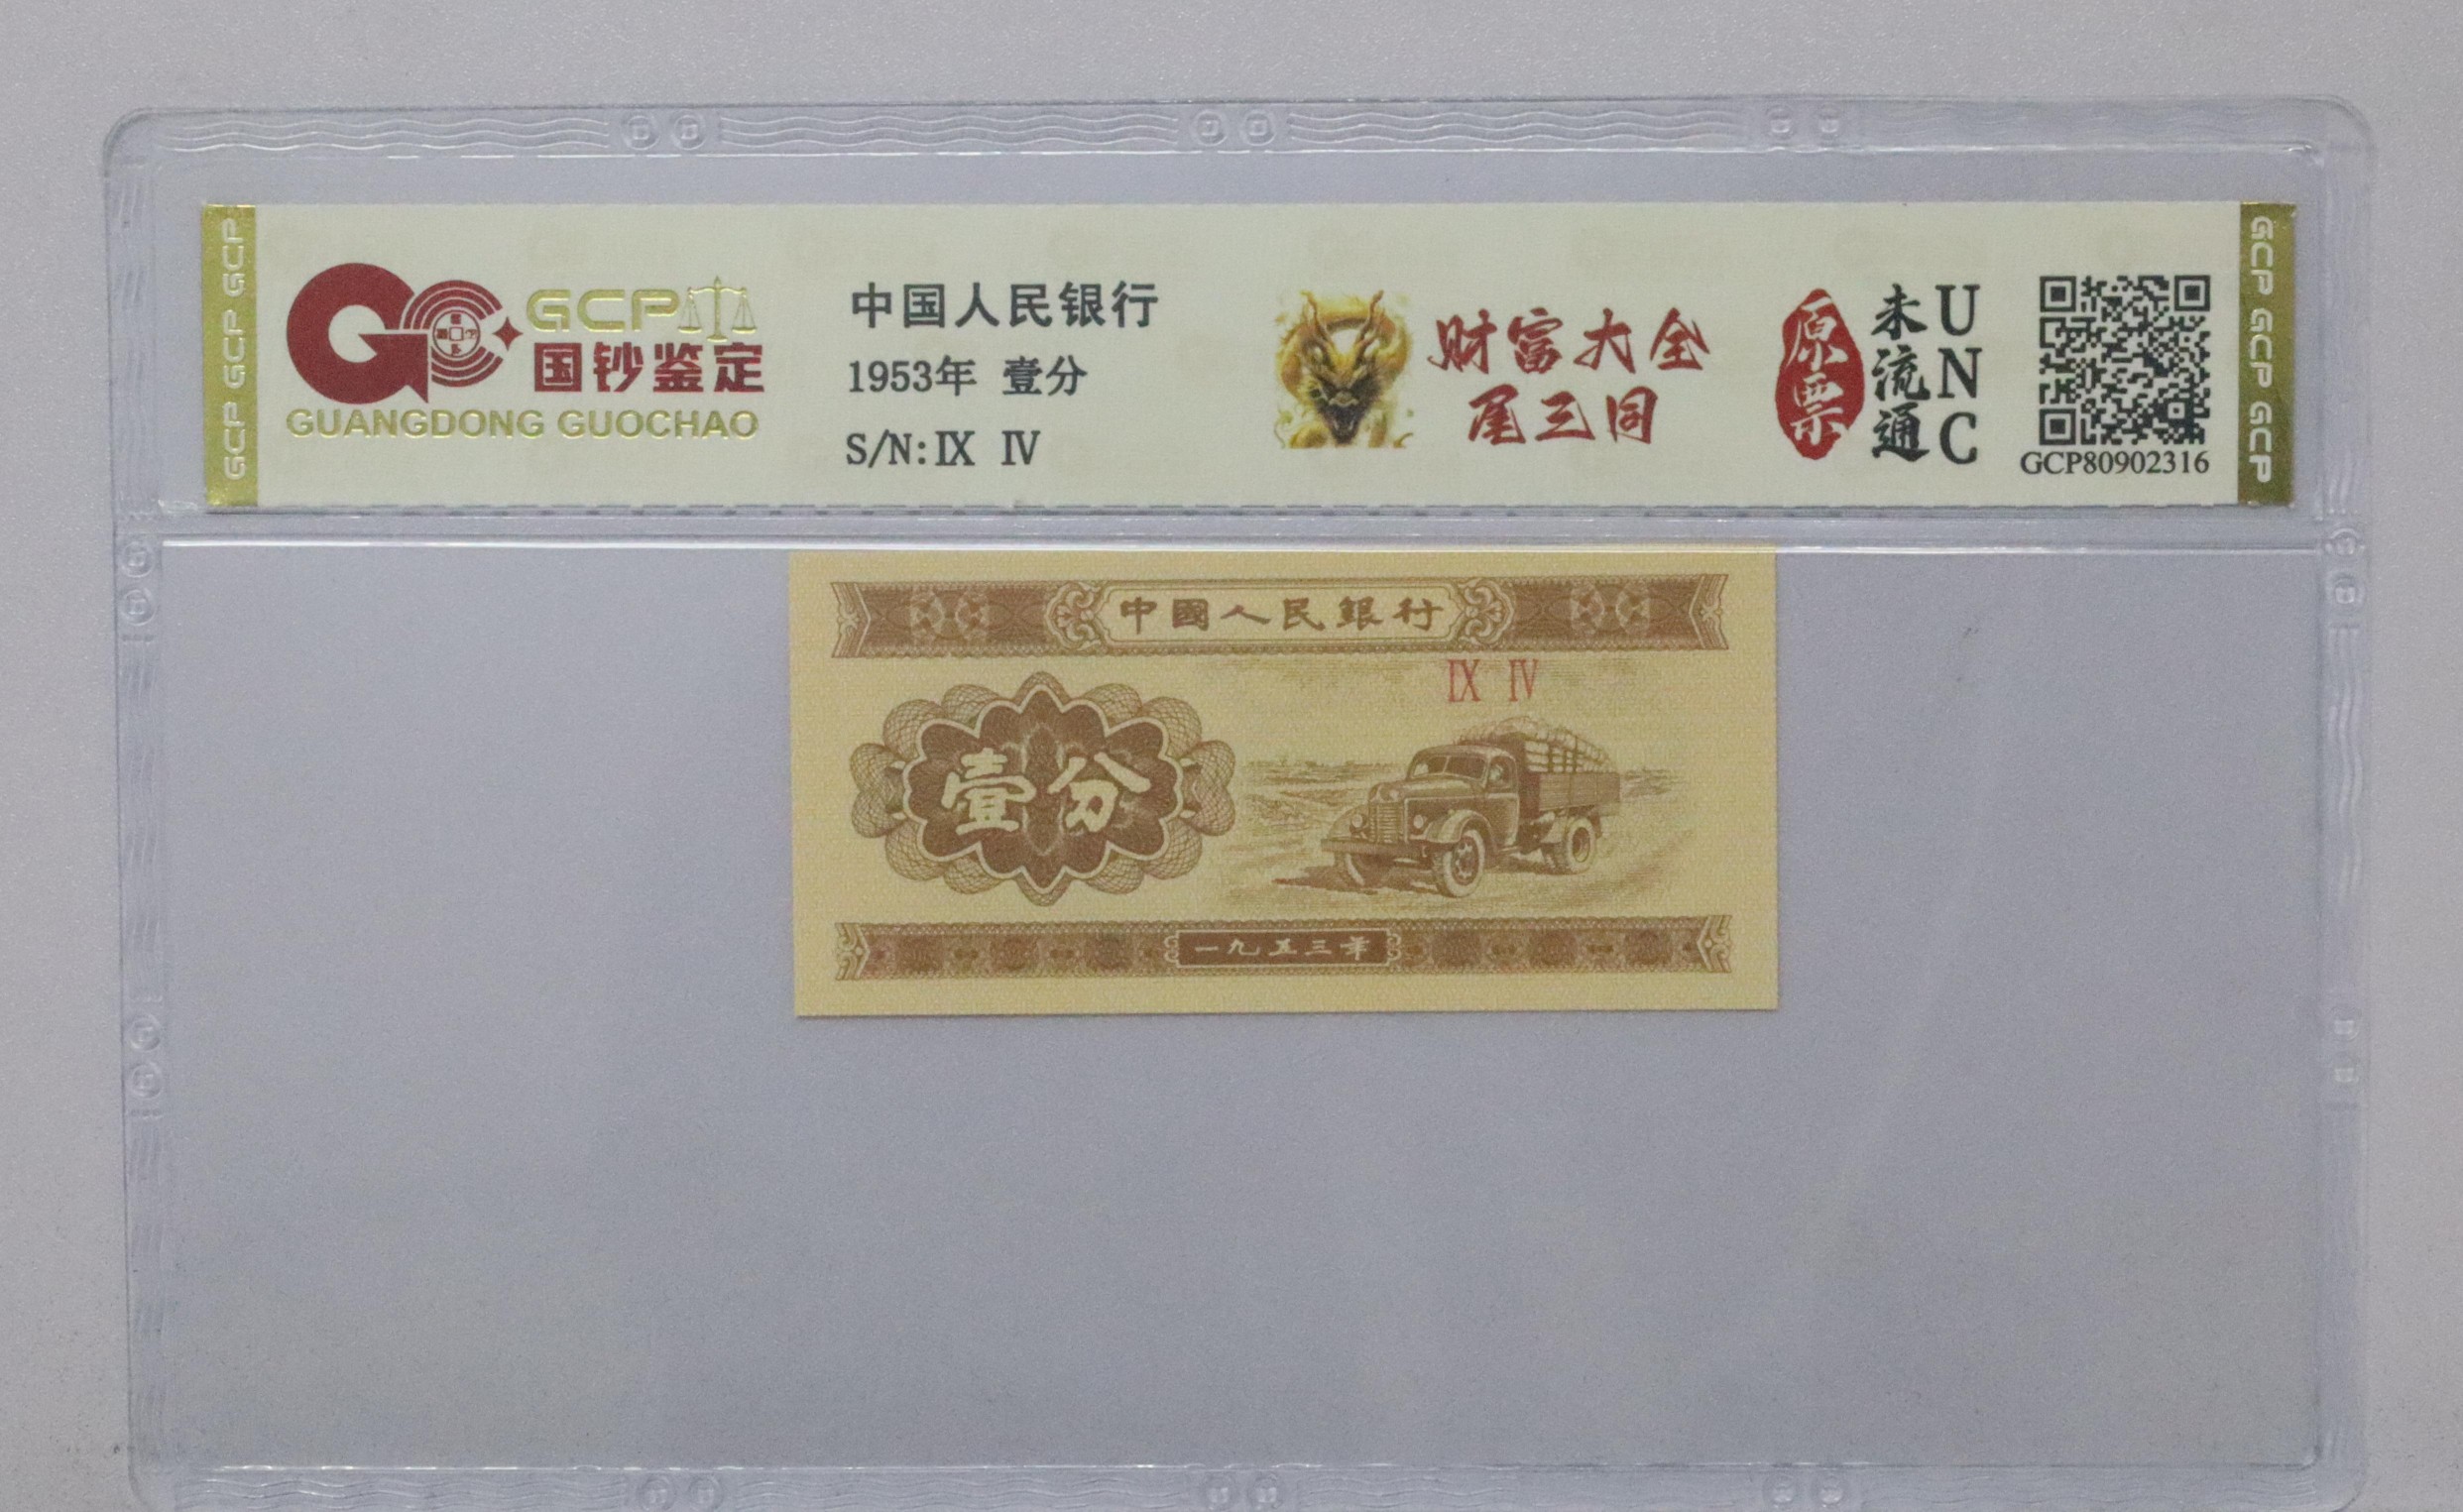 GCP GCP GCP
GCP
国钞鉴定
GUANGDONG GUOCHAO
中国人民银行
1953年 壹分
S/N:Ⅸ Ⅳ
财富大全
尾三同
原票
未流通
UNC
GCP80902316
GCP GCP GCP
中國人民銀行
Ⅸ Ⅳ
壹分
一九五三年